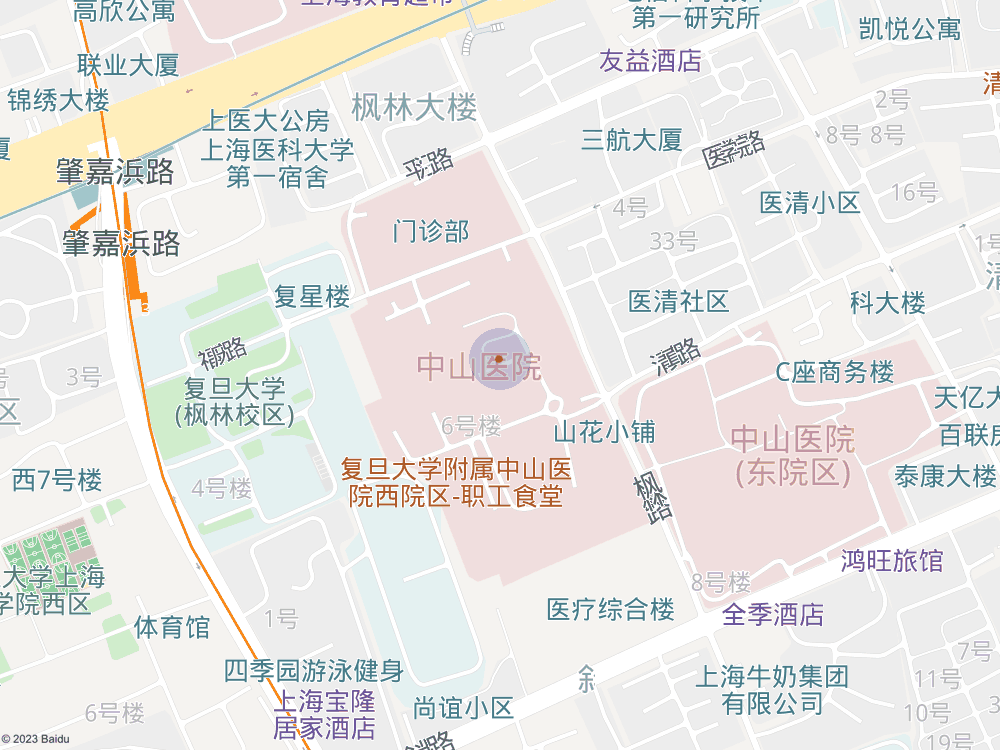 高欣公寓
第一研究所
凯悦公寓
联业大厦
友益酒店
锦绣大楼
枫林大楼
2号
上医大公房
三航大厦
8号 8号
上海医科大学
第一宿舍
平江路
医学院路
肇嘉浜路
16号
医清小区
4号
门诊部
33号
肇嘉浜路
复星楼
医清社区
科大楼
清真路
中山医院
3号
C座商务楼
复旦大学
(枫林校区)
天亿大
6号楼
山花小铺
百联房
中山医院
(东院区)
复旦大学附属中山医
院西院区-职工食堂
西7号楼
4号楼
泰康大楼
枫林路
鸿旺旅馆
大学上海
学院西区
8号楼
医疗综合楼
全季酒店
1号
体育馆
7号
四季园游泳健身
上海牛奶集团
有限公司
11号
上海宝隆
居家酒店
尚谊小区
6号楼
10号
19号
© 2023 Baidu